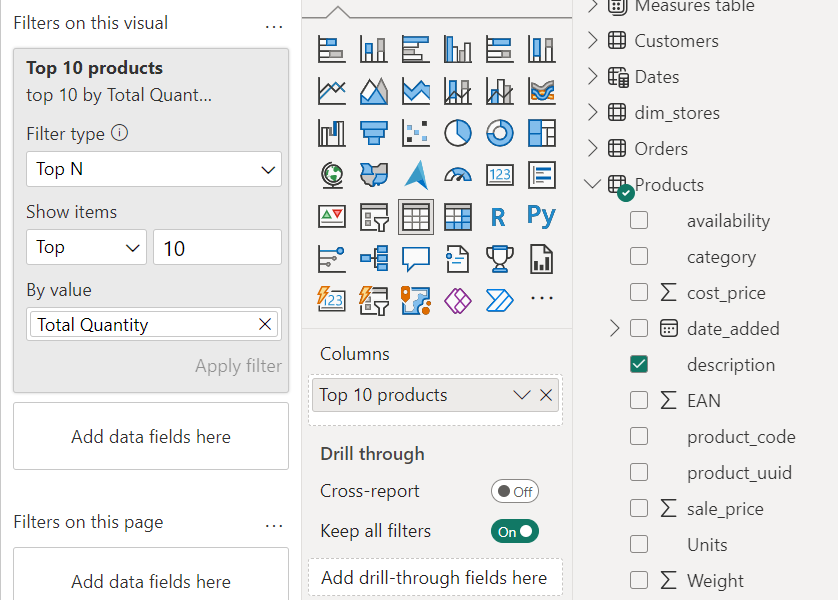 Filters on this visual
...
Top 10 products
top 10 by Total Quant...
Filter type
Top N
Show items
Top
10
By value
Total Quantity
Apply filter
Add data fields here
Filters on this page
...
Add data fields here
123
R
Py
123
...
Columns
Top 10 products
Drill through
Cross-report
Off
Keep all filters
On
Add drill-through fields here
Measures table
Customers
Dates
dim_stores
Orders
Products
availability
category
Σ cost_price
date_added
description
Σ EAN
product_code
product_uuid
Σ sale_price
Units
Σ Weight